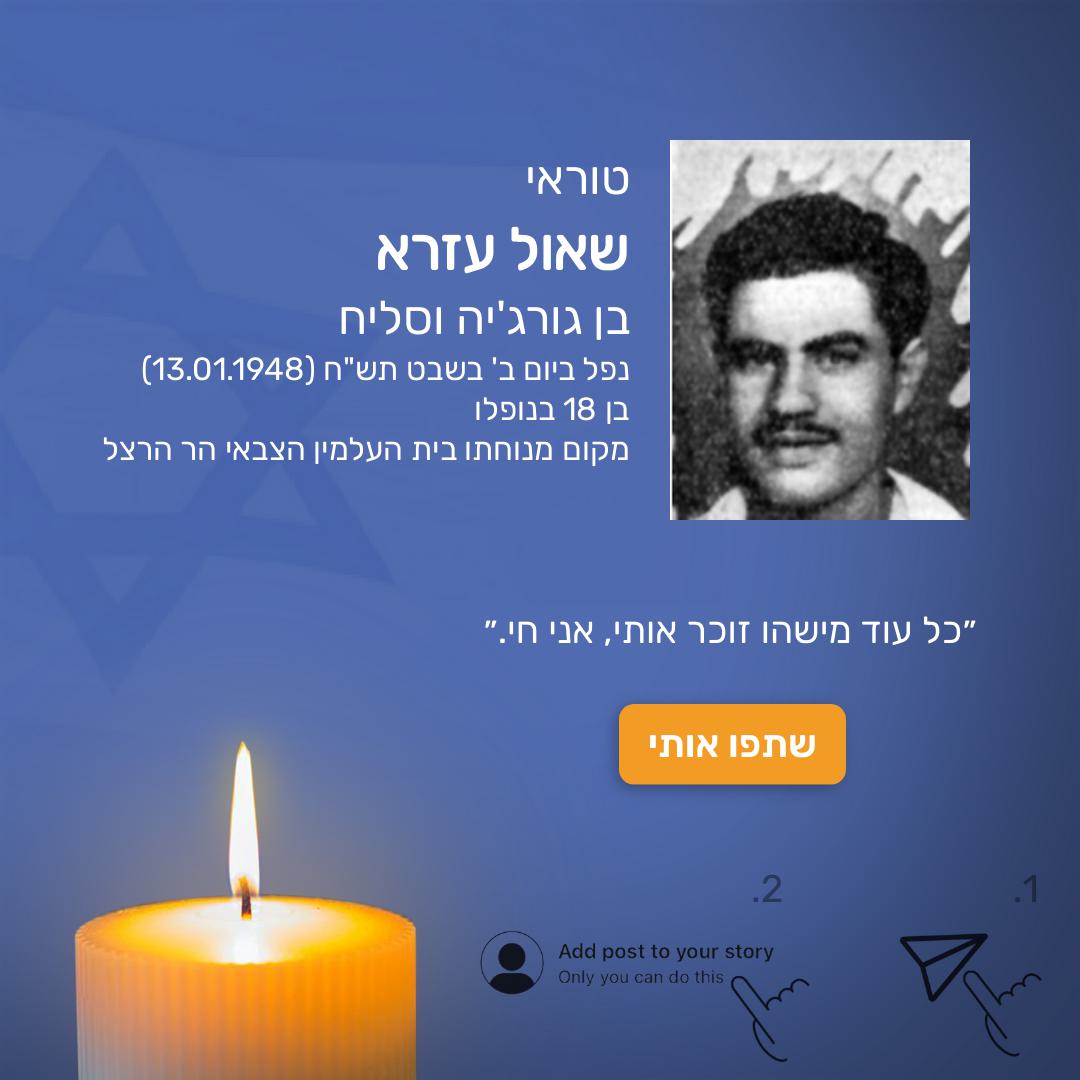 טוראי
שאול עזרא
בן גורג'יה וסליח
נפל ביום ב' בשבט תש"ח (13.01.1948)
בן 18 בנופלו
מקום מנוחתו בית העלמין הצבאי הר הרצל
״כל עוד מישהו זוכר אותי, אני חי.״
שתפו אותי
1.
2.
Add post to your story
Only you can do this